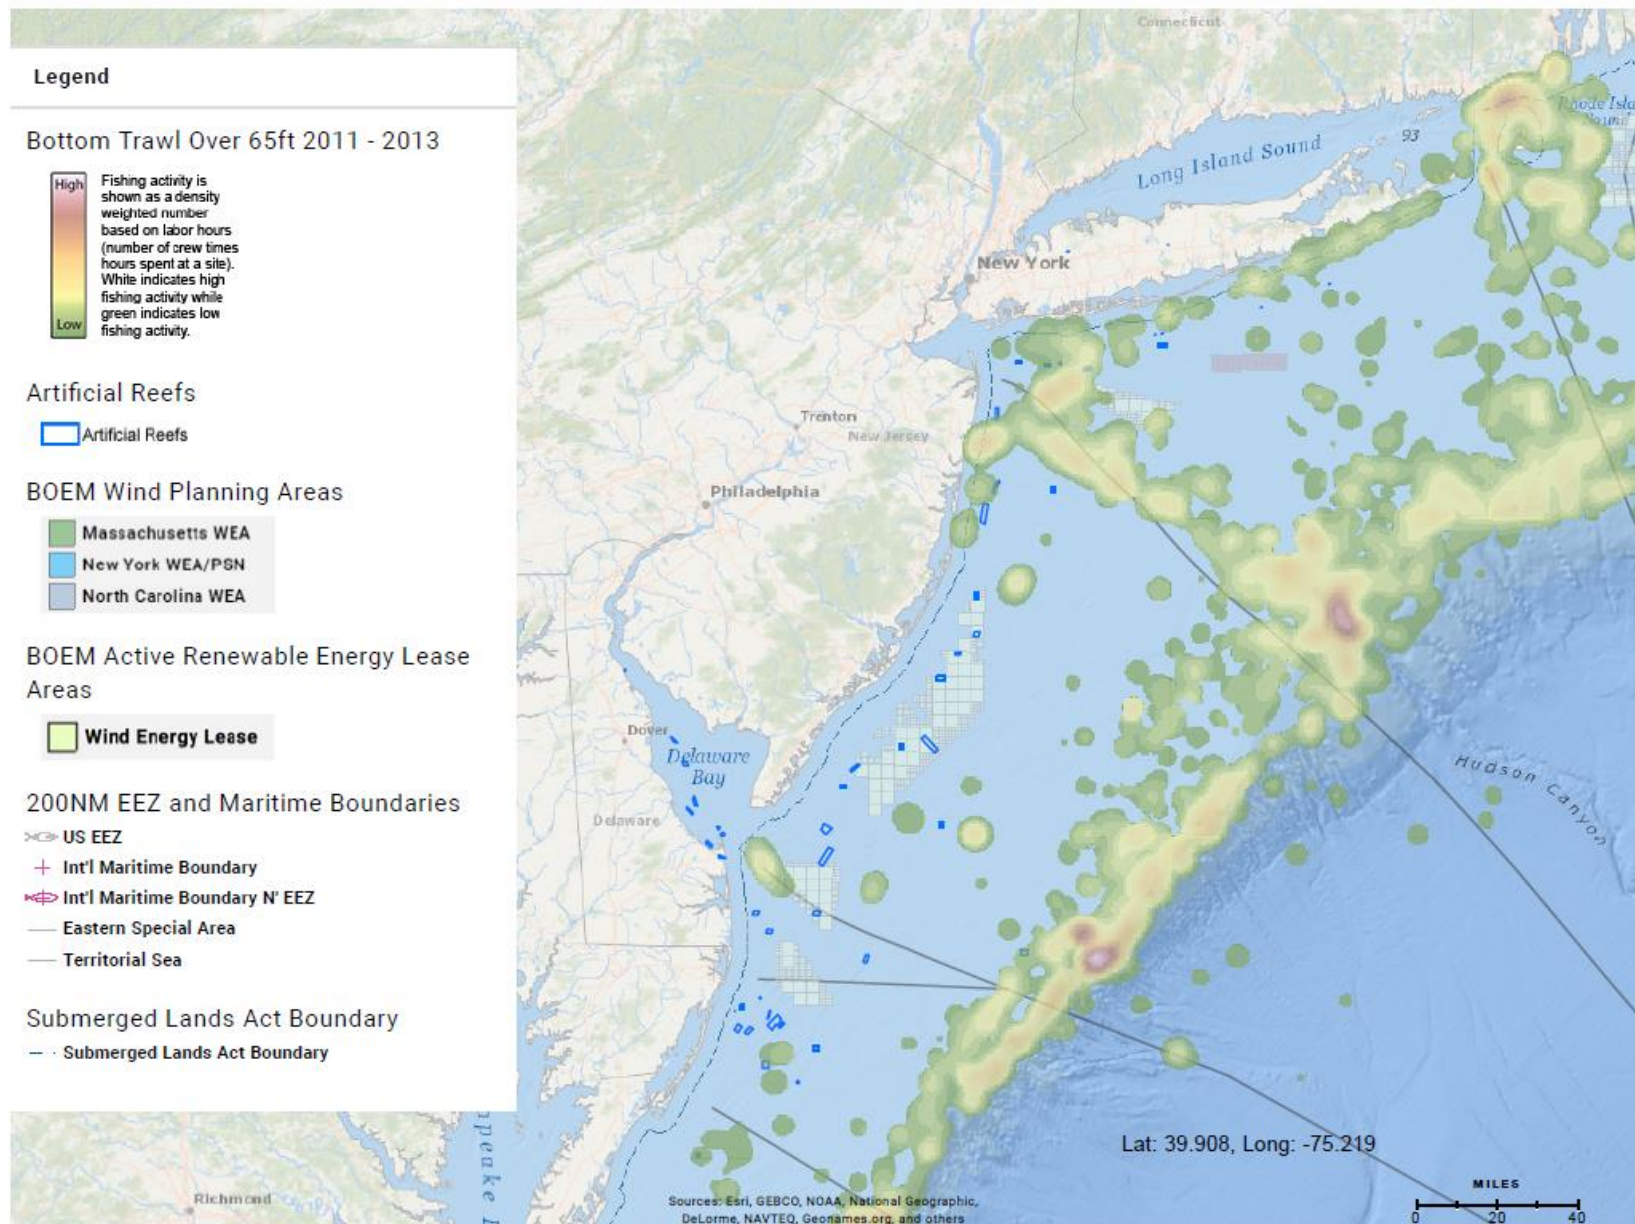 Legend
Bottom Trawl Over 65ft 2011 - 2013
High
Low
Fishing activity is
shown as a density
weighted number
based on labor hours
(number of crew times
hours spent at a site).
White indicates high
fishing activity while
green indicates low
fishing activity.
Artificial Reefs
Artificial Reefs
BOEM Wind Planning Areas
Massachusetts WEA
New York WEA/PSN
North Carolina WEA
BOEM Active Renewable Energy Lease
Areas
Wind Energy Lease
200NM EEZ and Maritime Boundaries
US EEZ
Int'l Maritime Boundary
Int'l Maritime Boundary N' EEZ
Eastern Special Area
Territorial Sea
Submerged Lands Act Boundary
Submerged Lands Act Boundary
Connecticut
Long Island Sound
93
New York
Trenton
New Jersey
Philadelphia
Dover
Delaware
Bay
Delaware
Hudson Canyon
Richmond
Lat: 39.908, Long: -75.219
MILES
0 20 40
Sources: Esri, GEBCO, NOAA, National Geographic,
DeLorme, NAVTEQ, Geonames.org, and others